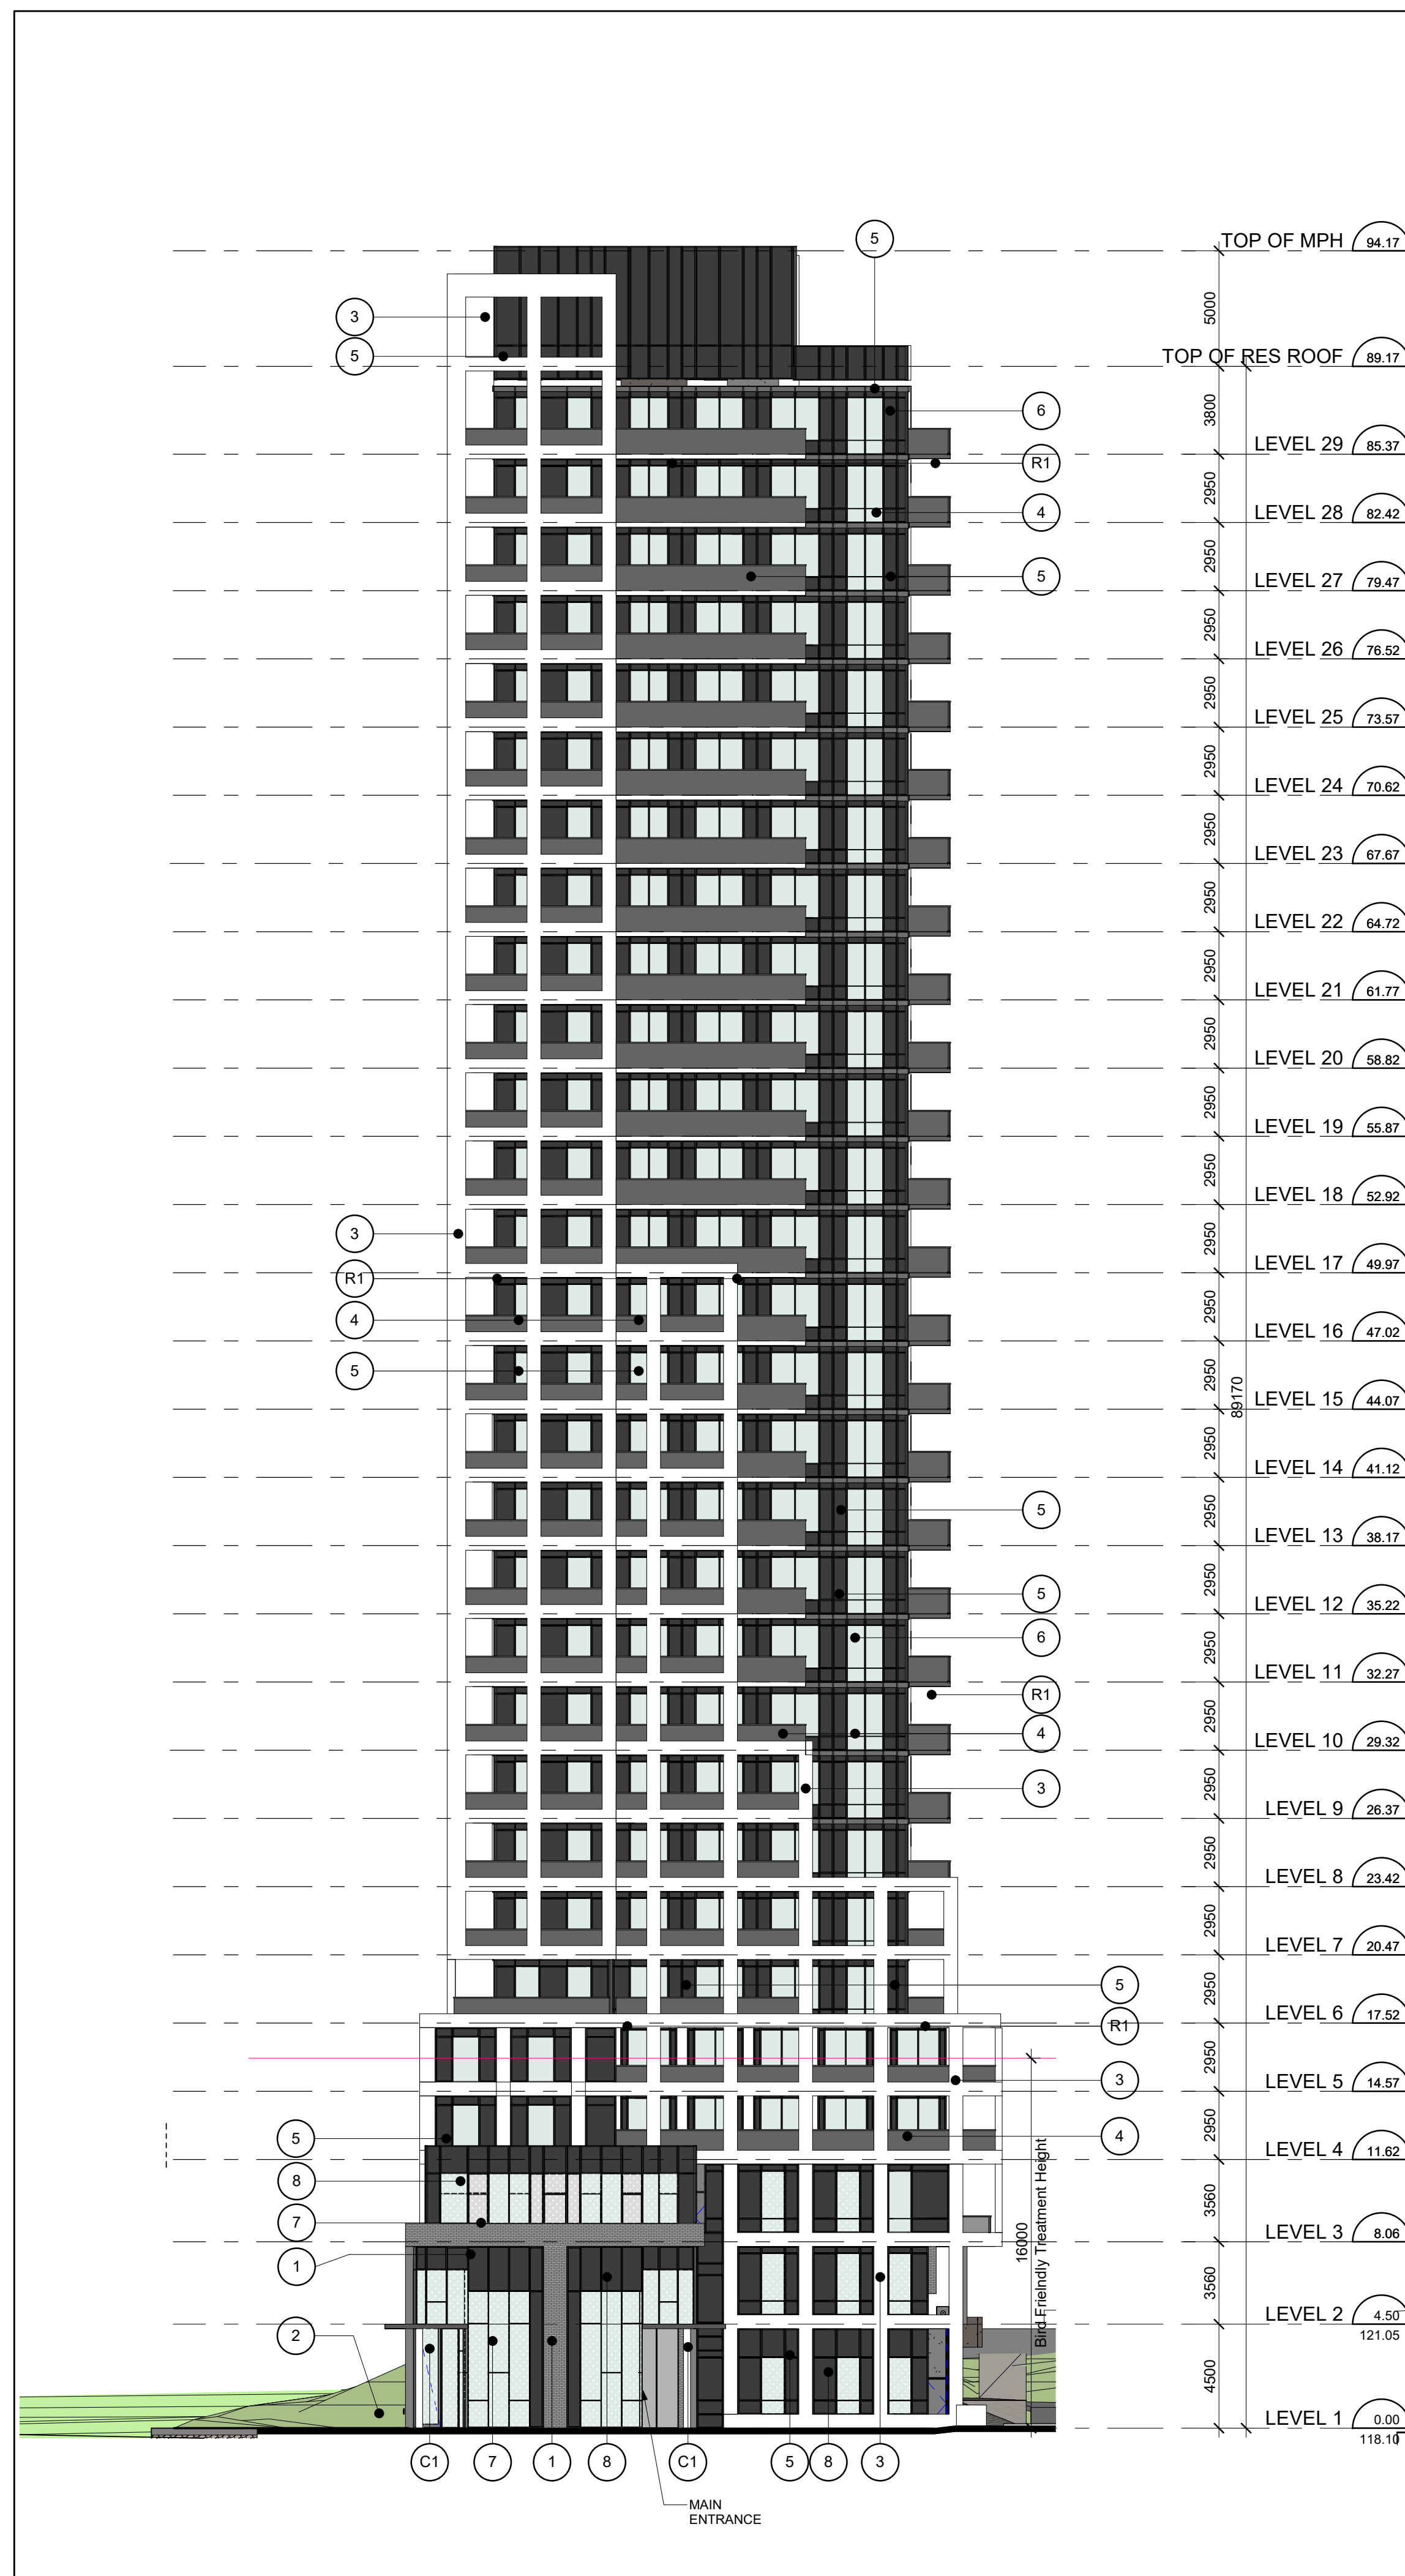 5
TOP OF MPH 94.17
5000
3
5
TOP OF RES ROOF 89.17
3800
6
LEVEL 29 85.37
R1
2950
4
LEVEL 28 82.42
2950
5
LEVEL 27 79.47
2950
LEVEL 26 76.52
2950
LEVEL 25 73.57
2950
LEVEL 24 70.62
2950
LEVEL 23 67.67
2950
LEVEL 22 64.72
2950
LEVEL 21 61.77
2950
LEVEL 20 58.82
2950
LEVEL 19 55.87
2950
LEVEL 18 52.92
2950
3
LEVEL 17 49.97
R1
2950
4
LEVEL 16 47.02
2950
5
89170
LEVEL 15 44.07
2950
LEVEL 14 41.12
2950
5
LEVEL 13 38.17
2950
5
LEVEL 12 35.22
2950
6
LEVEL 11 32.27
R1
2950
4
LEVEL 10 29.32
2950
3
LEVEL 9 26.37
2950
LEVEL 8 23.42
2950
LEVEL 7 20.47
2950
5
LEVEL 6 17.52
R1
2950
3
LEVEL 5 14.57
2950
5
4
LEVEL 4 11.62
8
3560
7
LEVEL 3 8.06
16000
Bird Frielndly Treatment Height
1
3560
2
LEVEL 2 4.50
121.05
4500
LEVEL 1 0.00
118.10
C1 7 1 8 C1 5 8 3
MAIN
ENTRANCE